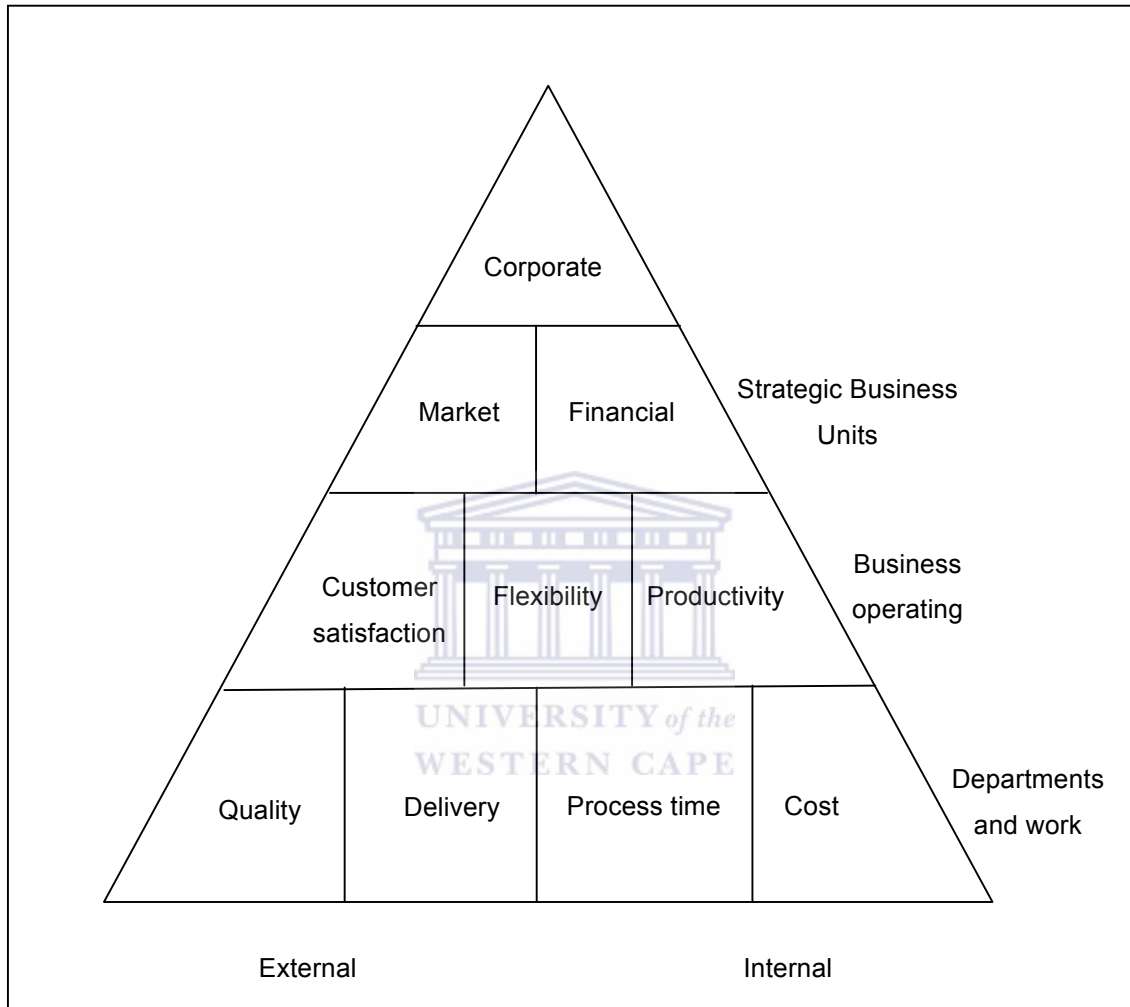 Corporate
Market
Financial
Strategic Business
Units
Customer
satisfaction
Flexibility
Productivity
Business
operating
UNIVERSITY of the
WESTERN CAPE
Quality
Delivery
Process time
Cost
Departments
and work
External
Internal